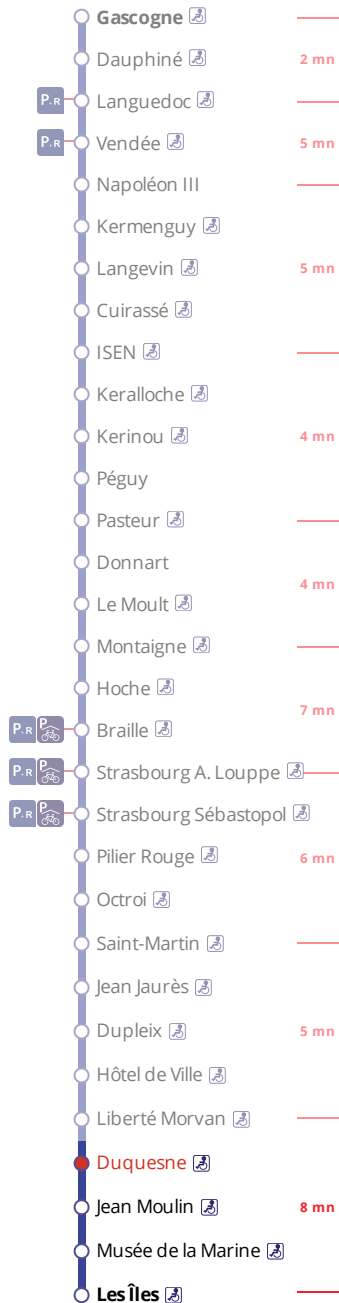 Gascogne
Dauphiné 2 mn
P+R Languedoc
P+R Vendée 5 mn
Napoléon III
Kermenguy
Langevin 5 mn
Cuirassé
ISEN
Keralloche
Kerinou 4 mn
Péguy
Pasteur
Donnart
4 mn
Le Moult
Montaigne
Hoche
7 mn
P+R P Braille
P+R P Strasbourg A. Louppe
P+R P Strasbourg Sébastopol
Pilier Rouge 6 mn
Octroi
Saint-Martin
Jean Jaurès
Dupleix 5 mn
Hôtel de Ville
Liberté Morvan
Duquesne
Jean Moulin 8 mn
Musée de la Marine
Les Îles